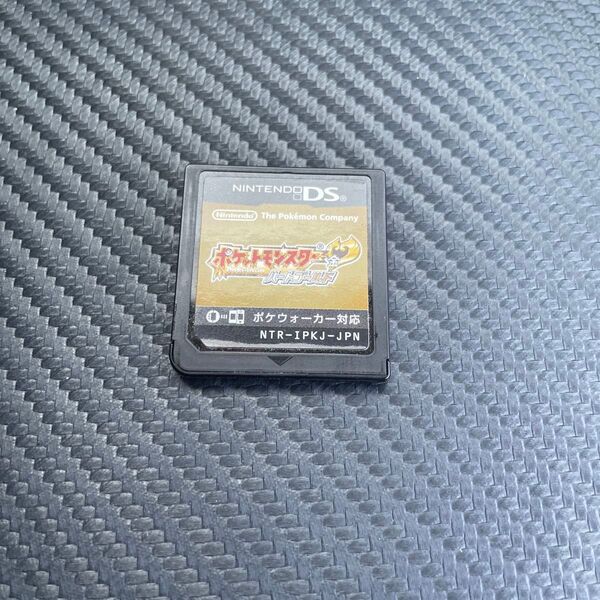 NINTENDO DS®
Nintendo The Pokémon Company
ポケットモンスター
ハートゴールド
ポケウォーカー対応
NTR-IPKJ-JPN